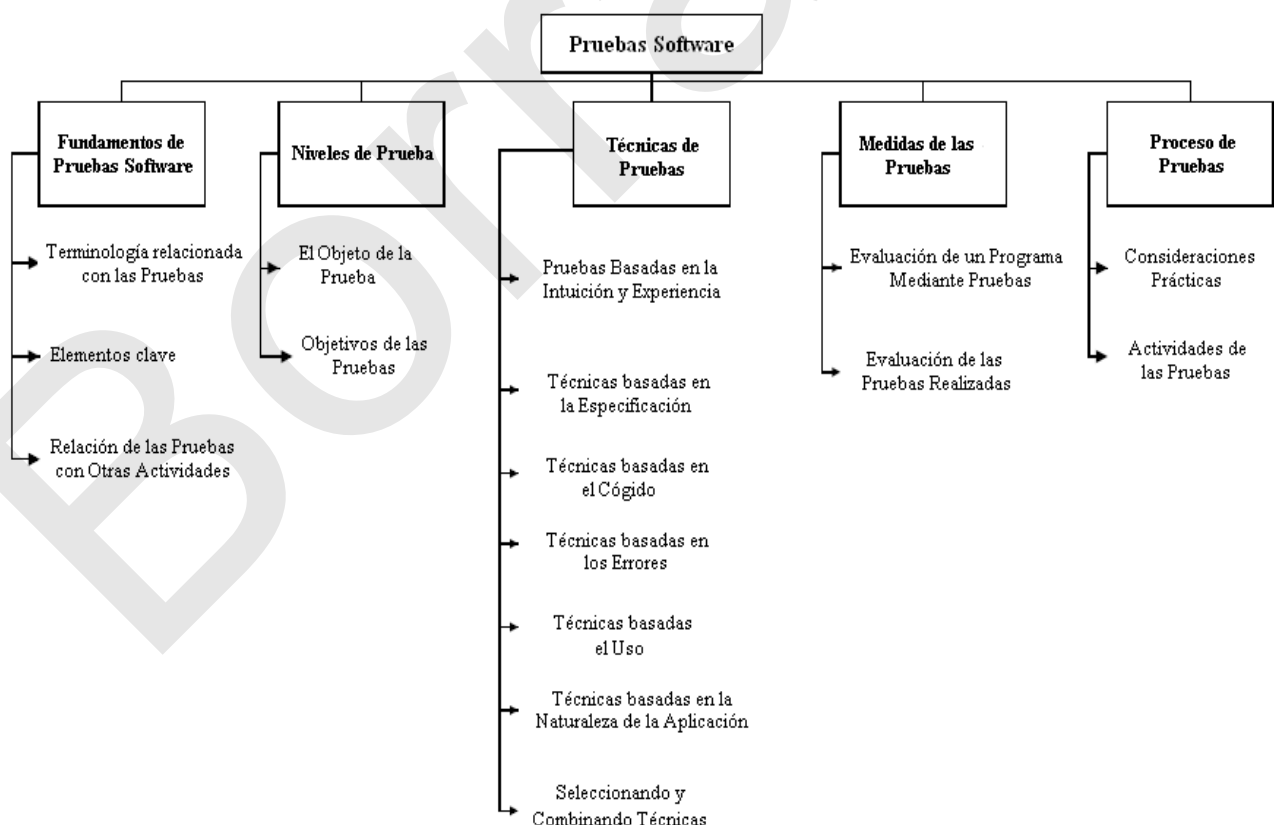 Pruebas Software
Fundamentos de
Pruebas Software
Terminología relacionada
con las Pruebas
Elementos clave
Relación de las Pruebas
con Otras Actividades
Niveles de Prueba
El Objeto de la
Prueba
Objetivos de las
Pruebas
Técnicas de
Pruebas
Pruebas Basadas en la
Intuición y Experiencia
Técnicas basadas en
la Especificación
Técnicas basadas en
el Cógido
Técnicas basadas en
los Errores
Técnicas basadas
el Uso
Técnicas basadas en la
Naturaleza de la Aplicación
Seleccionando y
Combinando Técnicas
Medidas de las
Pruebas
Evaluación de un Programa
Mediante Pruebas
Evaluación de las
Pruebas Realizadas
Proceso de
Pruebas
Consideraciones
Prácticas
Actividades de
las Pruebas